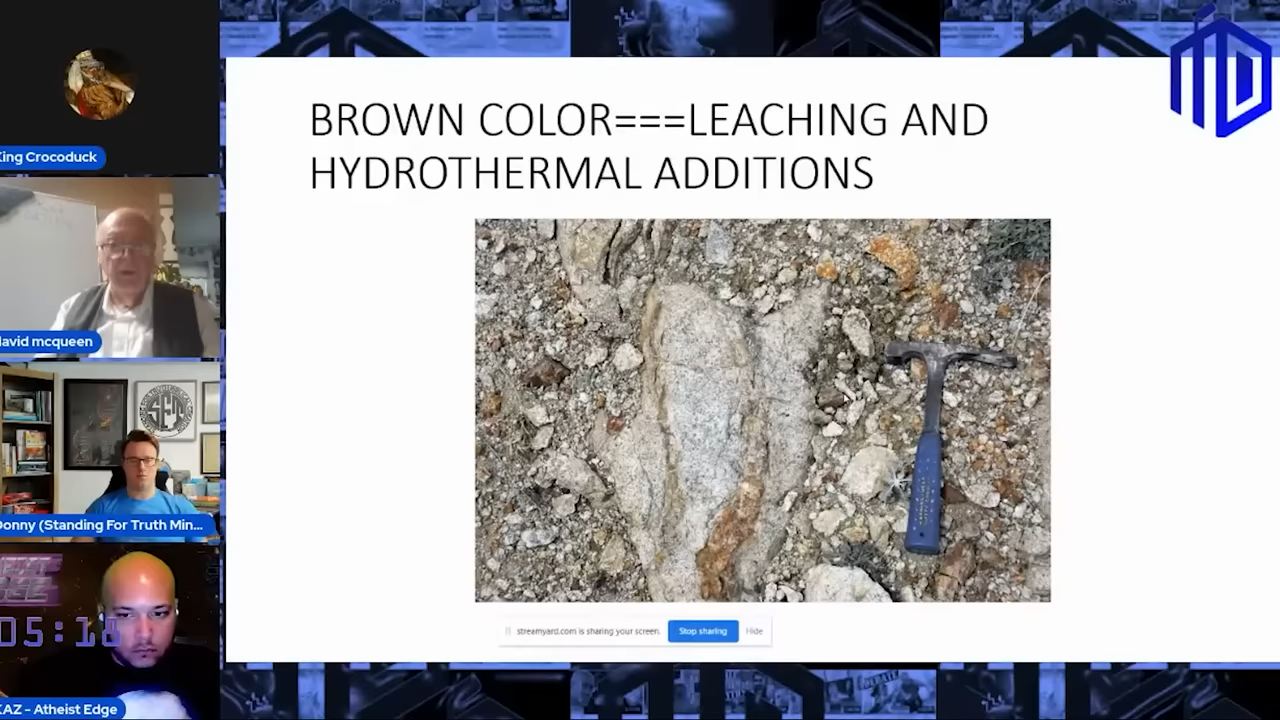 King Crocoduck
david mcqueen
Donny (Standing For Truth Min...
05:18
KAZ - Atheist Edge
BROWN COLOR===LEACHING AND
HYDROTHERMAL ADDITIONS
streamyard.com is sharing your screen.
Stop sharing
Hide